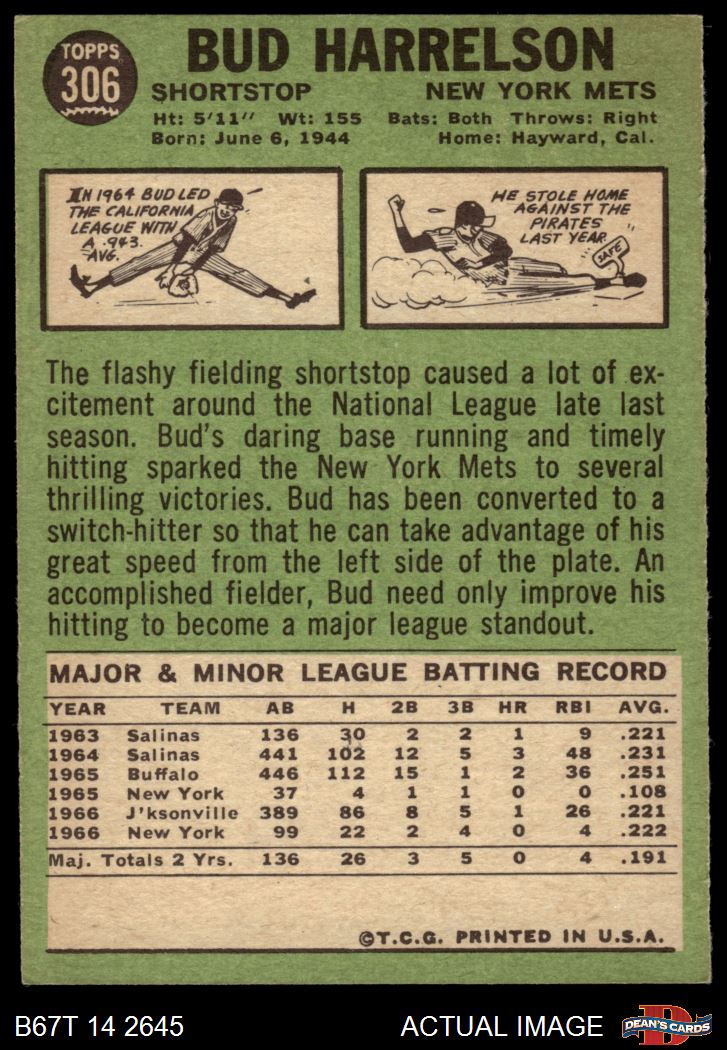 TOPPS
306
BUD HARRELSON
SHORTSTOP NEW YORK METS
Ht: 5'11" Wt: 155 Bats: Both Throws: Right
Born: June 6, 1944 Home: Hayward, Cal.
IN 1964 BUD LED
THE CALIFORNIA
LEAGUE WITH
A .943
AVG.
HE STOLE HOME
AGAINST THE
PIRATES
LAST YEAR
SAFE
The flashy fielding shortstop caused a lot of ex-
citement around the National League late last
season. Bud's daring base running and timely
hitting sparked the New York Mets to several
thrilling victories. Bud has been converted to a
switch-hitter so that he can take advantage of his
great speed from the left side of the plate. An
accomplished fielder, Bud need only improve his
hitting to become a major league standout.
MAJOR & MINOR LEAGUE BATTING RECORD
YEAR TEAM AB H 2B 3B HR RBI AVG.
1963 Salinas 136 30 2 2 1 9 .221
1964 Salinas 441 102 12 5 3 48 .231
1965 Buffalo 446 112 15 1 2 36 .251
1965 New York 37 4 1 1 0 0 .108
1966 J'ksonville 389 86 8 5 1 26 .221
1966 New York 99 22 2 4 0 4 .222
Maj. Totals 2 Yrs. 136 26 3 5 0 4 .191
©T.C.G. PRINTED IN U.S.A.
B67T 14 2645 ACTUAL IMAGE
D
DEAN'S CARDS